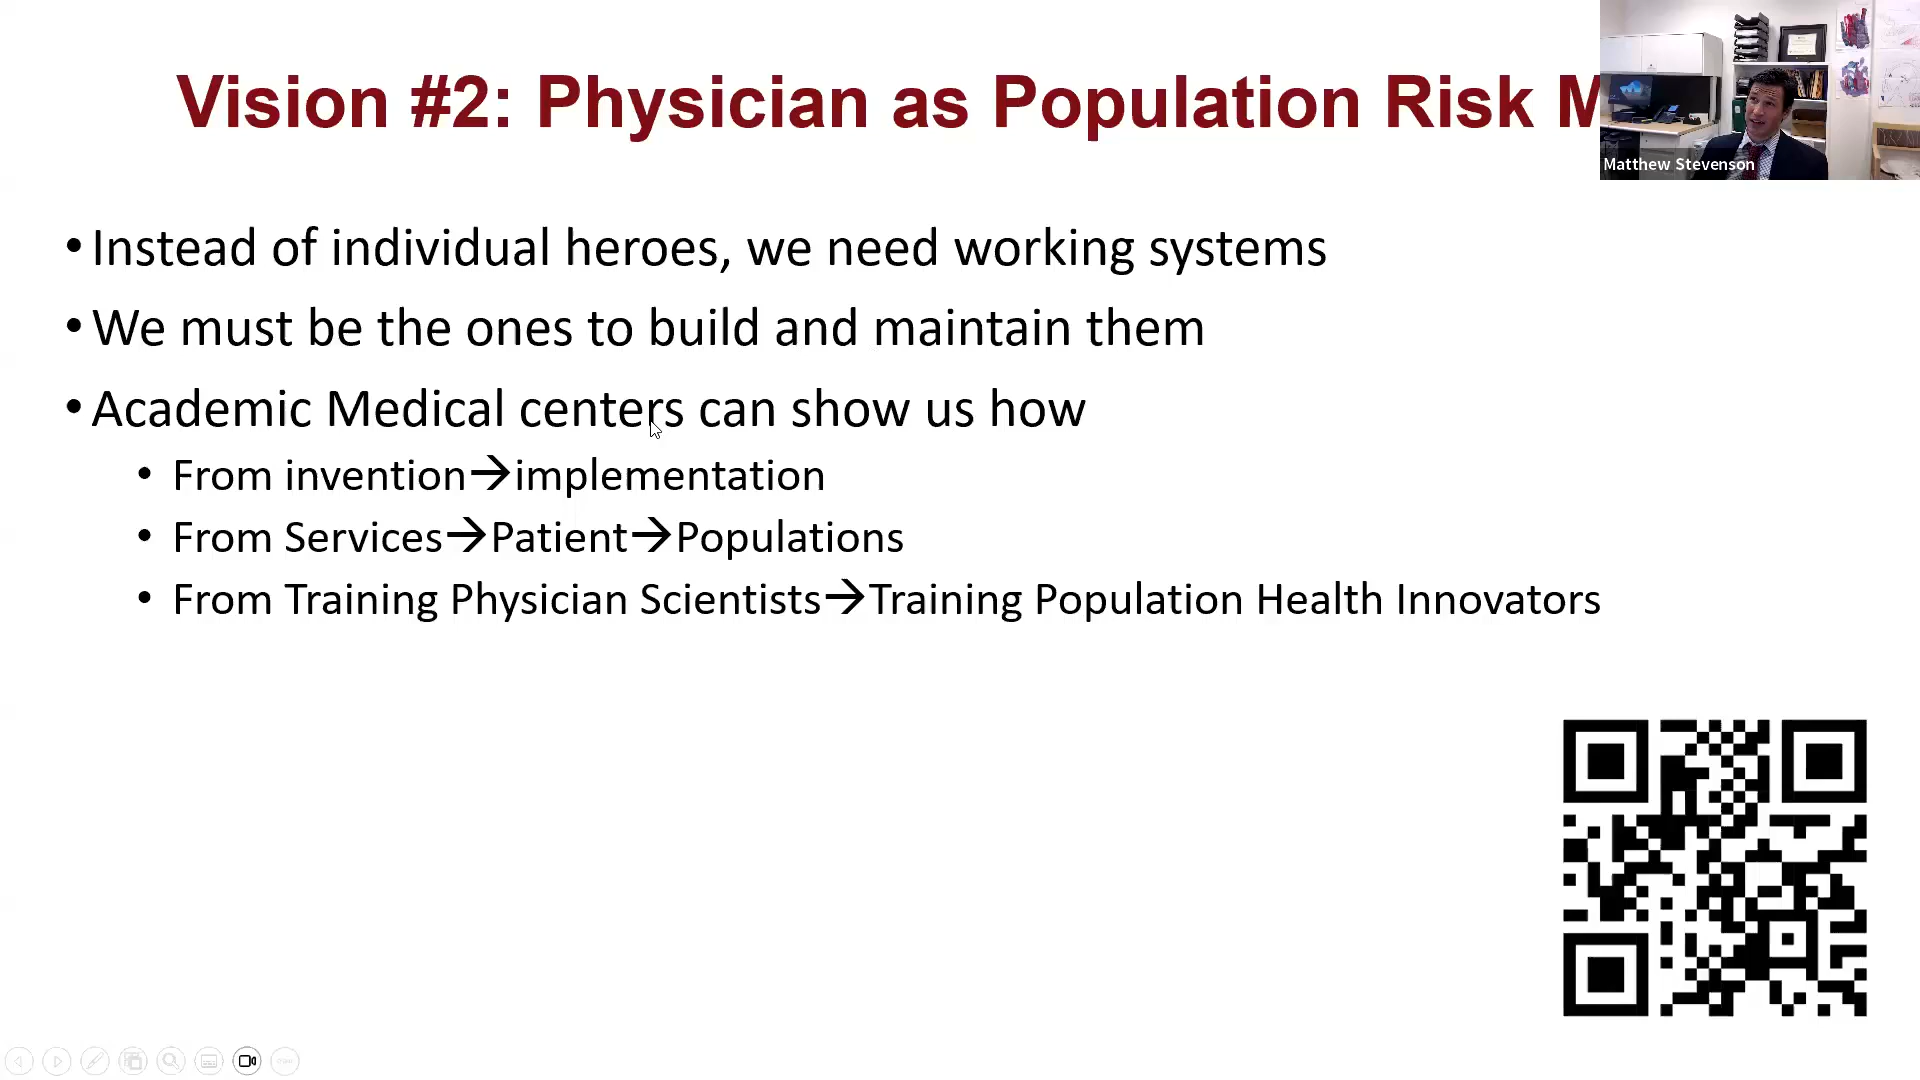 Vision #2: Physician as Population Risk M
Matthew Stevenson
• Instead of individual heroes, we need working systems
• We must be the ones to build and maintain them
• Academic Medical centers can show us how
• From invention→implementation
• From Services→Patient→Populations
• From Training Physician Scientists→Training Population Health Innovators